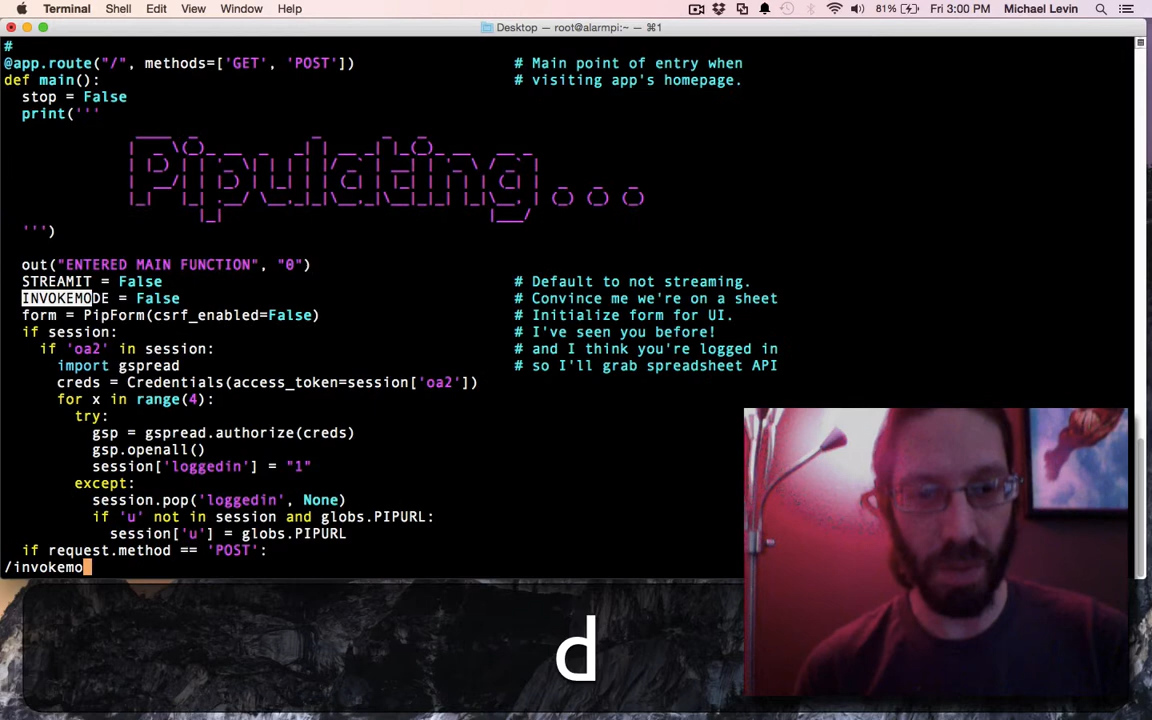 Terminal Shell Edit View Window Help 81% Fri 3:00 PM Michael Levin
Desktop — root@alarmpi:~ — ⌘1
#
@app.route("/", methods=['GET', 'POST']) # Main point of entry when
def main(): # visiting app's homepage.
stop = False
print('''
Pipulating...
''')
out("ENTERED MAIN FUNCTION", "0")
STREAMIT = False # Default to not streaming.
INVOKEMODE = False # Convince me we're on a sheet
form = PipForm(csrf_enabled=False) # Initialize form for UI.
if session: # I've seen you before!
if 'oa2' in session: # and I think you're logged in
import gspread # so I'll grab spreadsheet API
creds = Credentials(access_token=session['oa2'])
for x in range(4):
try:
gsp = gspread.authorize(creds)
gsp.openall()
session['loggedin'] = "1"
except:
session.pop('loggedin', None)
if 'u' not in session and globs.PIPURL:
session['u'] = globs.PIPURL
if request.method == 'POST':
/invokemo
d